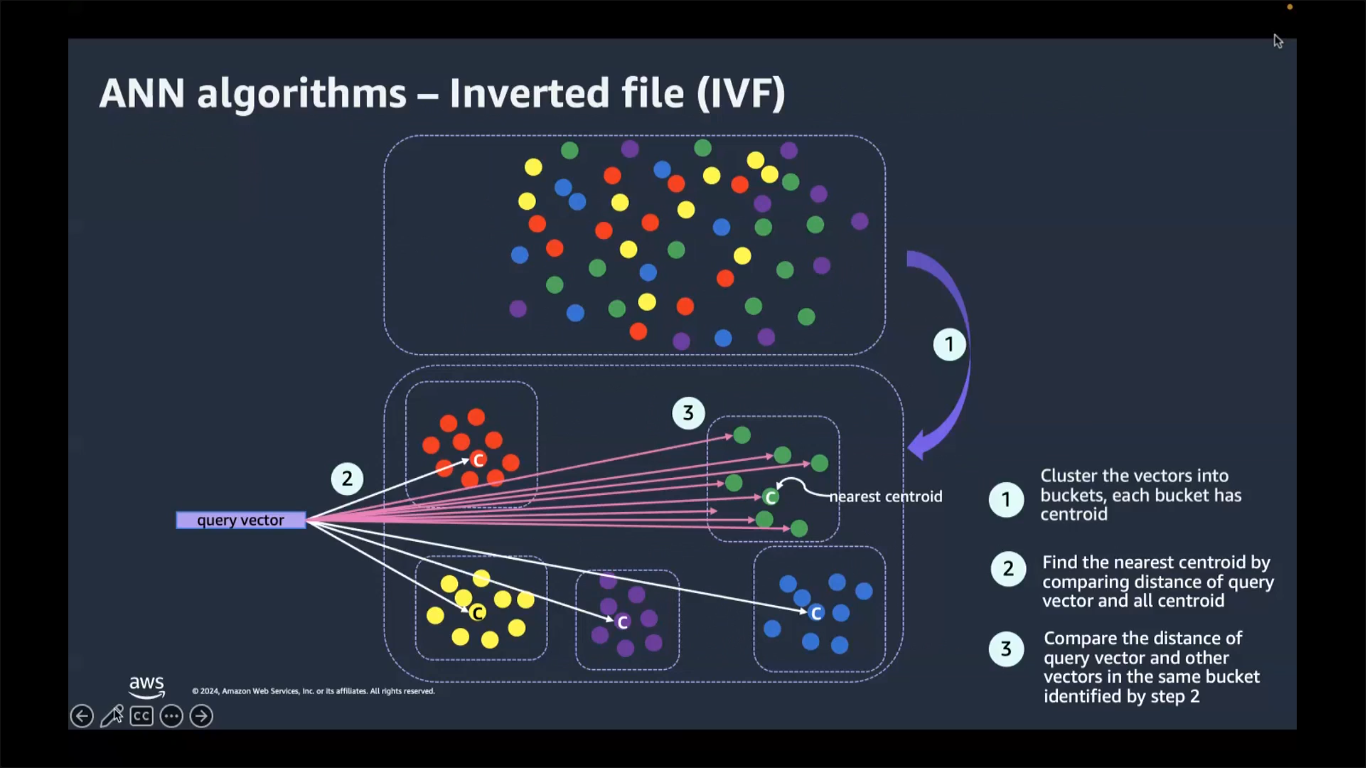 ANN algorithms – Inverted file (IVF)
1
3
C
2
C
nearest centroid
query vector
C
C
C
1
Cluster the vectors into
buckets, each bucket has
centroid
2
Find the nearest centroid by
comparing distance of query
vector and all centroid
3
Compare the distance of
query vector and other
vectors in the same bucket
identified by step 2
aws
© 2024, Amazon Web Services, Inc. or its affiliates. All rights reserved.
CC